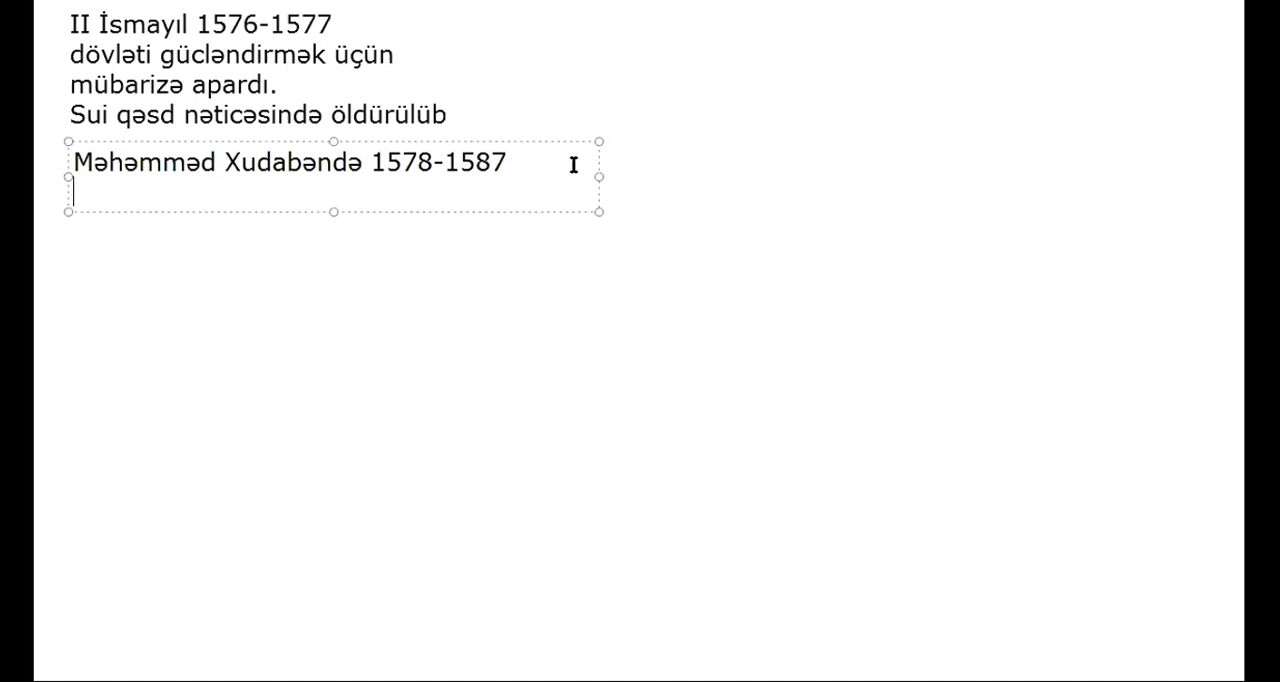 II İsmayıl 1576-1577
dövləti gücləndirmək üçün
mübarizə apardı.
Sui qəsd nəticəsində öldürülüb
Məhəmməd Xudabəndə 1578-1587